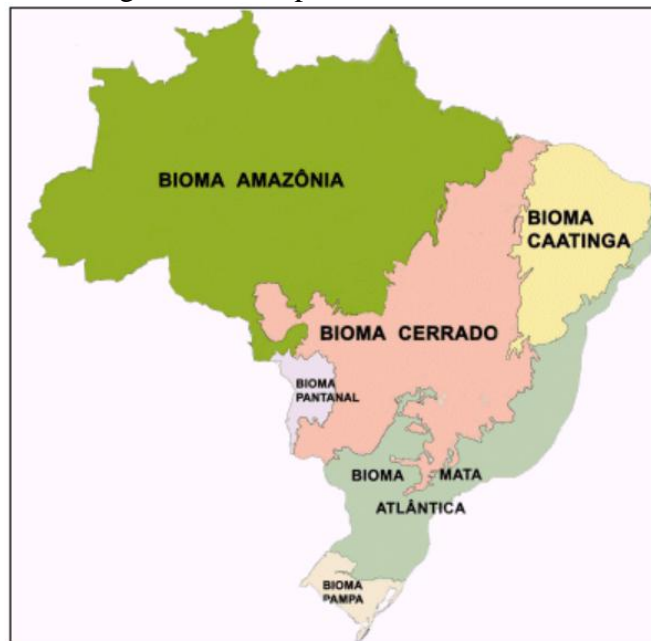 BIOMA AMAZÔNIA
BIOMA
CAATINGA
BIOMA CERRADO
BIOMA
PANTANAL
BIOMA MATA
ATLÂNTICA
BIOMA
PAMPA